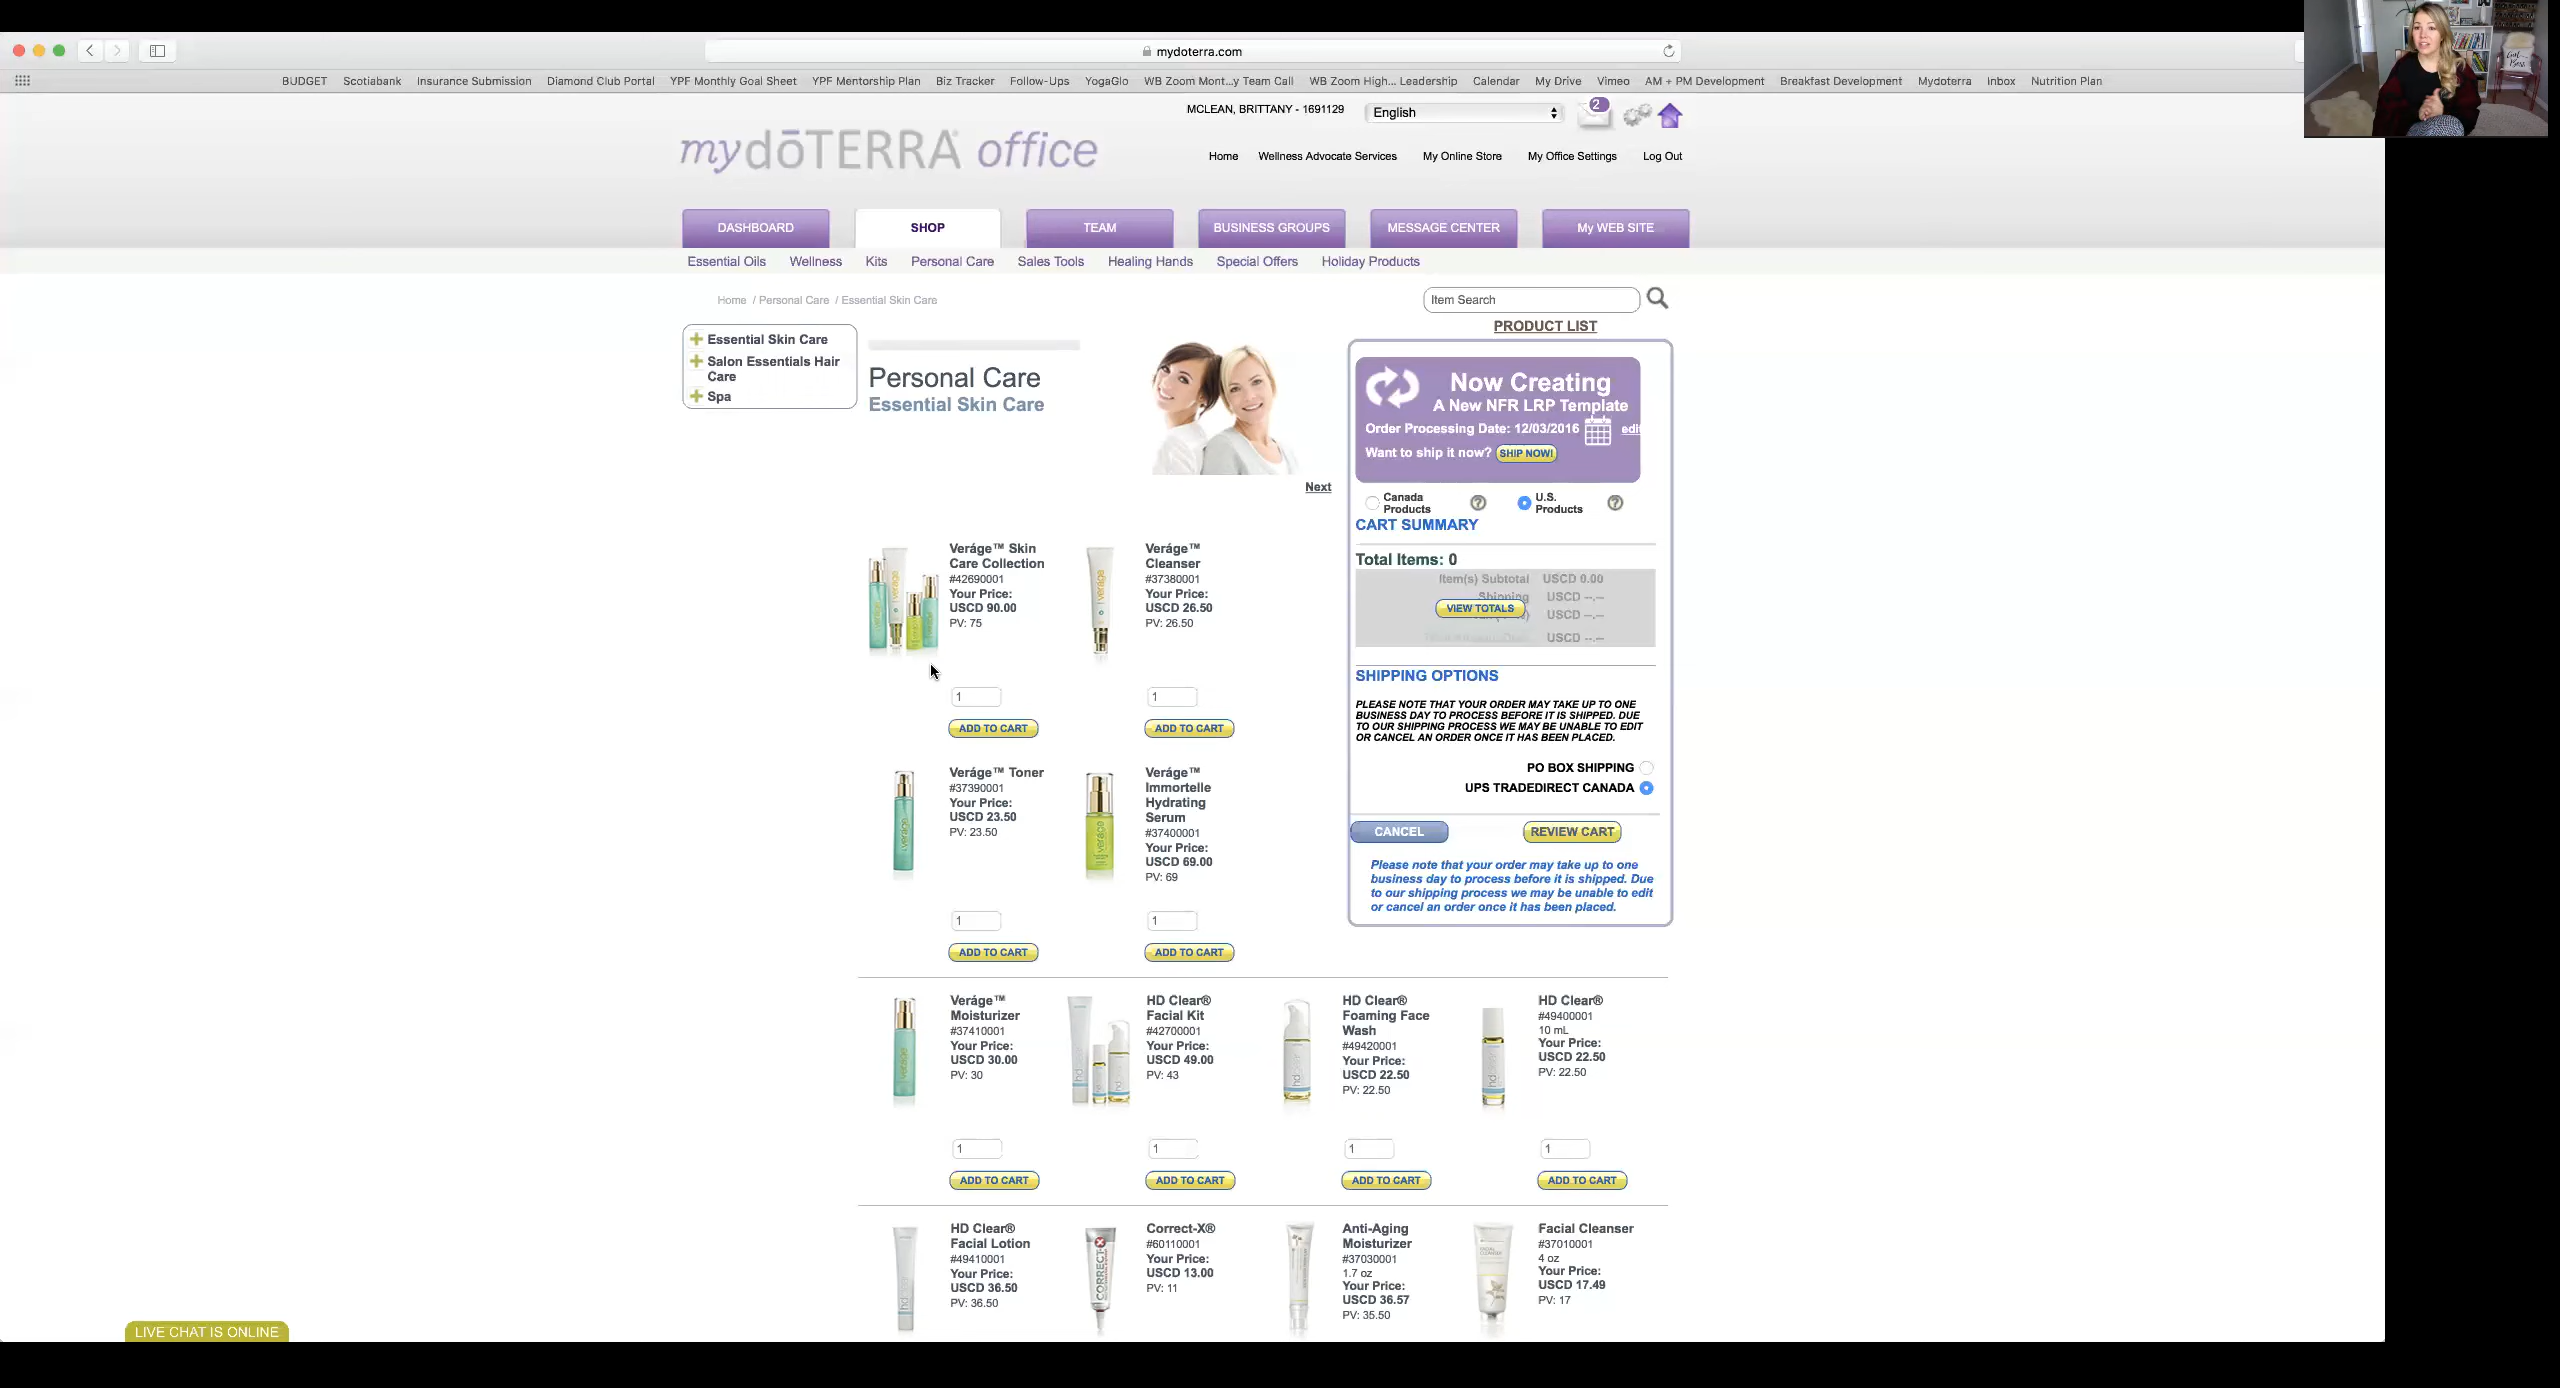 mydoterra.com
BUDGET Scotiabank Insurance Submission Diamond Club Portal YPF Monthly Goal Sheet YPF Mentorship Plan Biz Tracker Follow-Ups YogaGlo WB Zoom Mont...y Team Call WB Zoom High... Leadership Calendar My Drive Vimeo AM + PM Development Breakfast Development Mydoterra Inbox Nutrition Plan
MCLEAN, BRITTANY - 1691129
English
2
mydōTERRA® office
Home Wellness Advocate Services My Online Store My Office Settings Log Out
DASHBOARD SHOP TEAM BUSINESS GROUPS MESSAGE CENTER My WEB SITE
Essential Oils Wellness Kits Personal Care Sales Tools Healing Hands Special Offers Holiday Products
Home / Personal Care / Essential Skin Care
Item Search
PRODUCT LIST
Essential Skin Care
Salon Essentials Hair
Care
Spa
Personal Care
Essential Skin Care
Next
Now Creating
A New NFR LRP Template
Order Processing Date: 12/03/2016
edit
Want to ship it now? SHIP NOW!
Canada
Products
U.S.
Products
CART SUMMARY
Total Items: 0
Item(s) Subtotal USCD 0.00
Shipping USCD --.--
USCD --.--
VIEW TOTALS
USCD --.--
SHIPPING OPTIONS
PLEASE NOTE THAT YOUR ORDER MAY TAKE UP TO ONE
BUSINESS DAY TO PROCESS BEFORE IT IS SHIPPED. DUE
TO OUR SHIPPING PROCESS WE MAY BE UNABLE TO EDIT
OR CANCEL AN ORDER ONCE IT HAS BEEN PLACED.
PO BOX SHIPPING
UPS TRADEDIRECT CANADA
CANCEL REVIEW CART
Please note that your order may take up to one
business day to process before it is shipped. Due
to our shipping process we may be unable to edit
or cancel an order once it has been placed.
Veráge™ Skin
Care Collection
#42690001
Your Price:
USCD 90.00
PV: 75
1
ADD TO CART
Veráge™
Cleanser
#37380001
Your Price:
USCD 26.50
PV: 26.50
1
ADD TO CART
Veráge™ Toner
#37390001
Your Price:
USCD 23.50
PV: 23.50
1
ADD TO CART
Veráge™
Immortelle
Hydrating
Serum
#37400001
Your Price:
USCD 69.00
PV: 69
1
ADD TO CART
Veráge™
Moisturizer
#37410001
Your Price:
USCD 30.00
PV: 30
1
ADD TO CART
HD Clear®
Facial Kit
#42700001
Your Price:
USCD 49.00
PV: 43
1
ADD TO CART
HD Clear®
Foaming Face
Wash
#49420001
Your Price:
USCD 22.50
PV: 22.50
1
ADD TO CART
HD Clear®
#49400001
10 mL
Your Price:
USCD 22.50
PV: 22.50
1
ADD TO CART
HD Clear®
Facial Lotion
#49410001
Your Price:
USCD 36.50
PV: 36.50
Correct-X®
#60110001
Your Price:
USCD 13.00
PV: 11
Anti-Aging
Moisturizer
#37030001
1.7 oz
Your Price:
USCD 36.57
PV: 35.50
Facial Cleanser
#37010001
4 oz
Your Price:
USCD 17.49
PV: 17
LIVE CHAT IS ONLINE